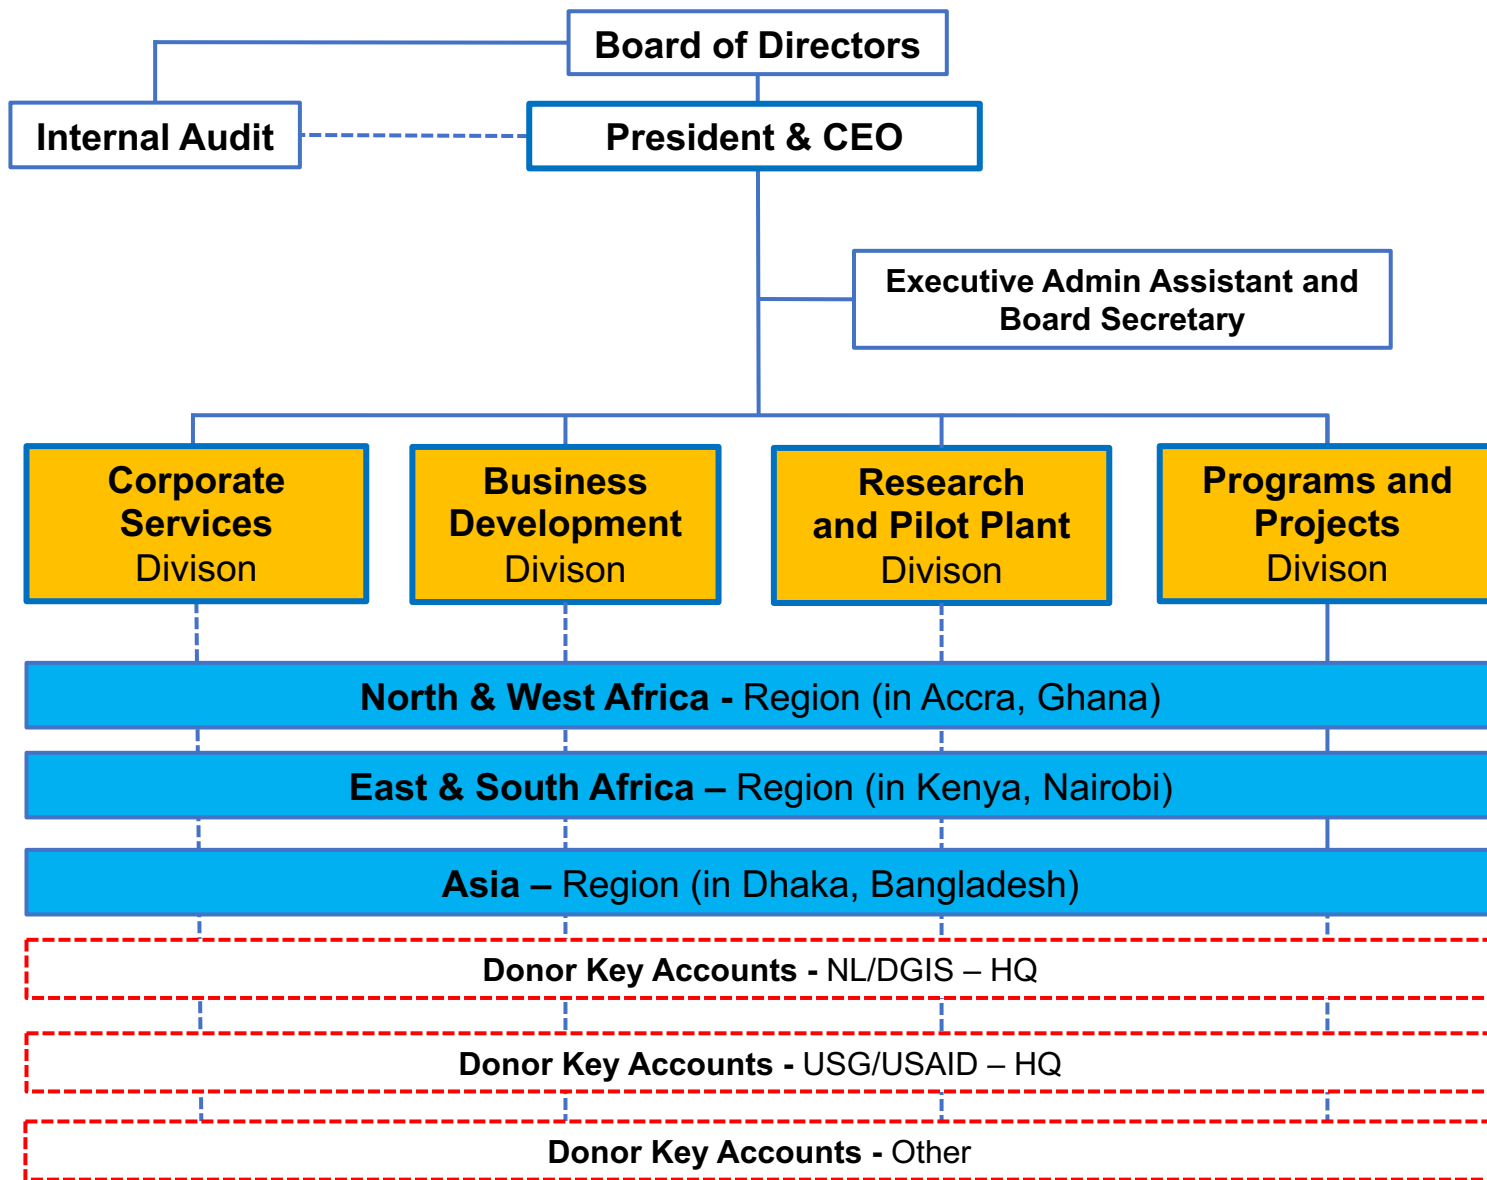 Board of Directors
Internal Audit
President & CEO
Executive Admin Assistant and
Board Secretary
Corporate
Services
Divison
Business
Development
Divison
Research
and Pilot Plant
Divison
Programs and
Projects
Divison
North & West Africa - Region (in Accra, Ghana)
East & South Africa – Region (in Kenya, Nairobi)
Asia – Region (in Dhaka, Bangladesh)
Donor Key Accounts - NL/DGIS – HQ
Donor Key Accounts - USG/USAID – HQ
Donor Key Accounts - Other